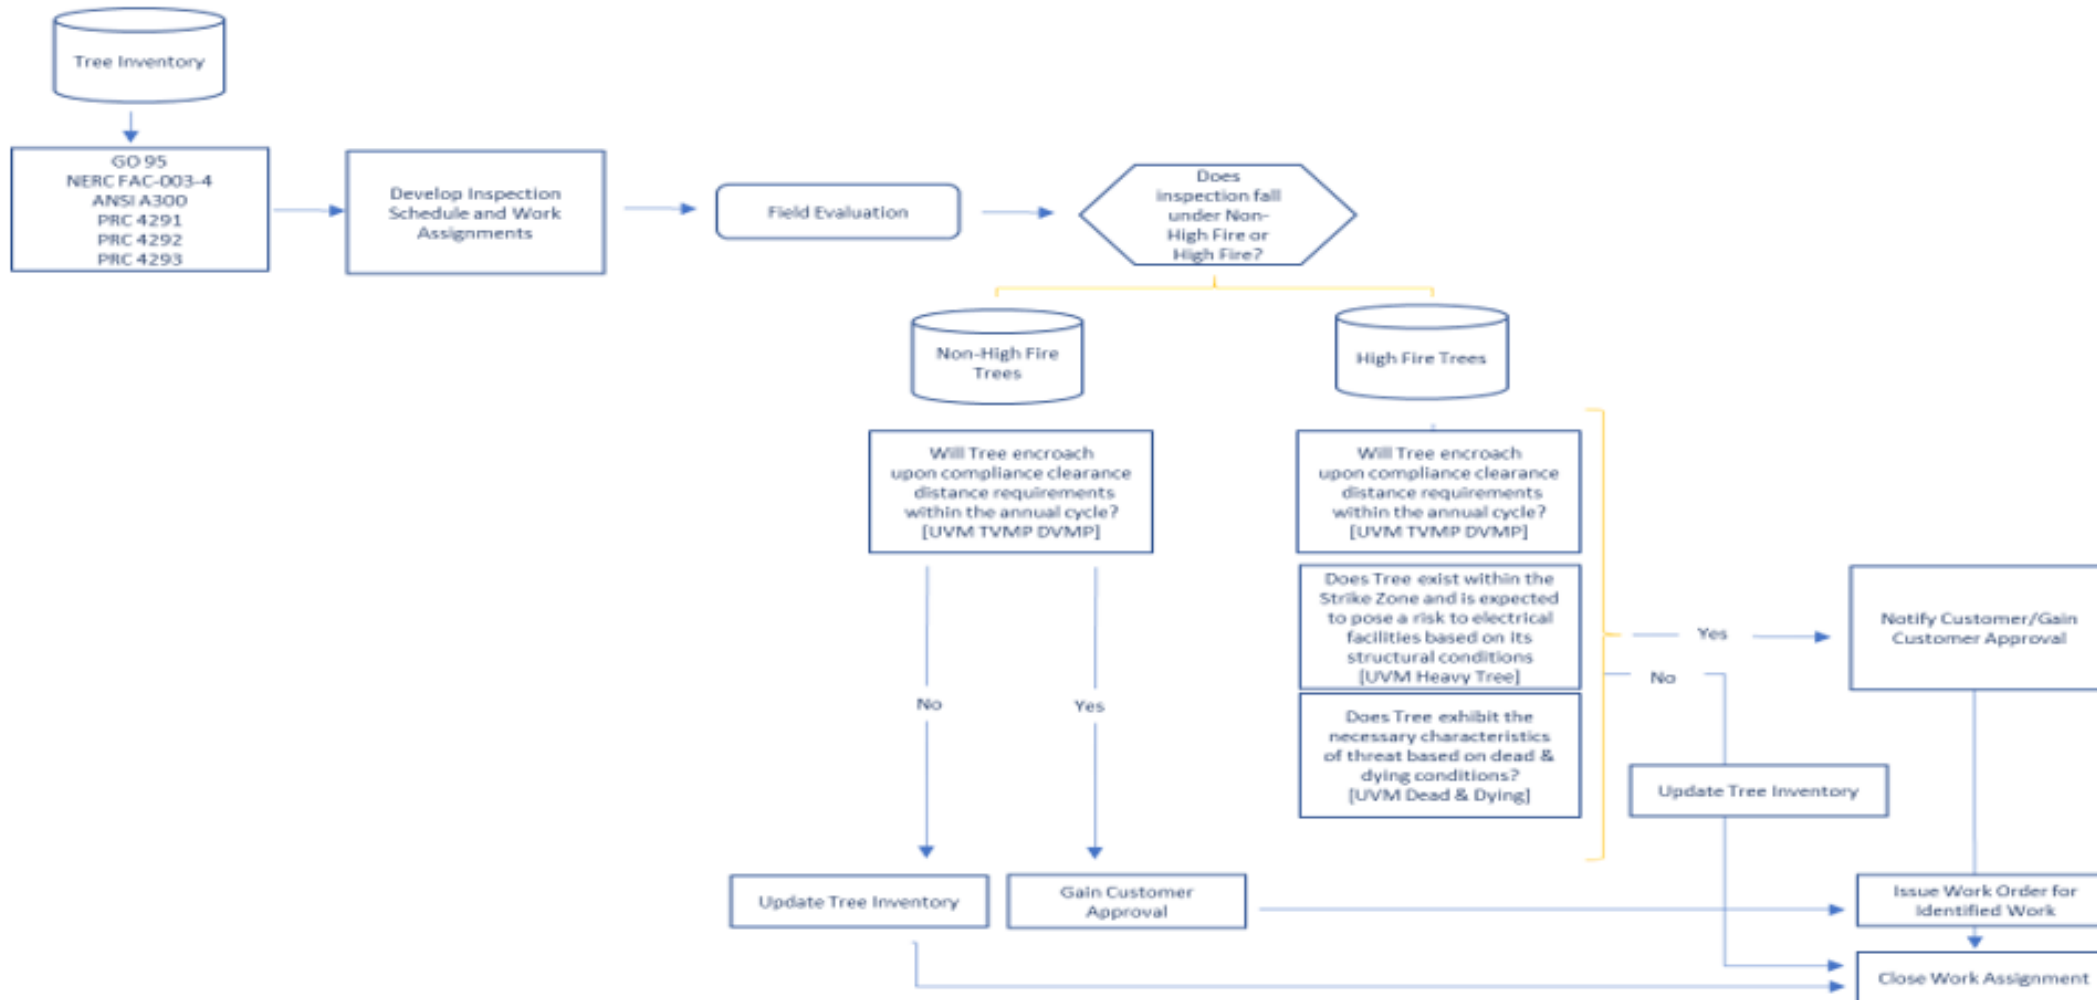 Tree Inventory
GO 95
NERC FAC-003-4
ANSI A300
PRC 4291
PRC 4292
PRC 4293
Develop Inspection
Schedule and Work
Assignments
Field Evaluation
Does
inspection fall
under Non-
High Fire or
High Fire?
Non-High Fire
Trees
High Fire Trees
Will Tree encroach
upon compliance clearance
distance requirements
within the annual cycle?
[UVM TVMP DVMP]
Will Tree encroach
upon compliance clearance
distance requirements
within the annual cycle?
[UVM TVMP DVMP]
Does Tree exist within the
Strike Zone and is expected
to pose a risk to electrical
facilities based on its
structural conditions
[UVM Heavy Tree]
Does Tree exhibit the
necessary characteristics
of threat based on dead &
dying conditions?
[UVM Dead & Dying]
No
Yes
Yes
No
Notify Customer/Gain
Customer Approval
Update Tree Inventory
Update Tree Inventory
Gain Customer
Approval
Issue Work Order for
Identified Work
Close Work Assignment